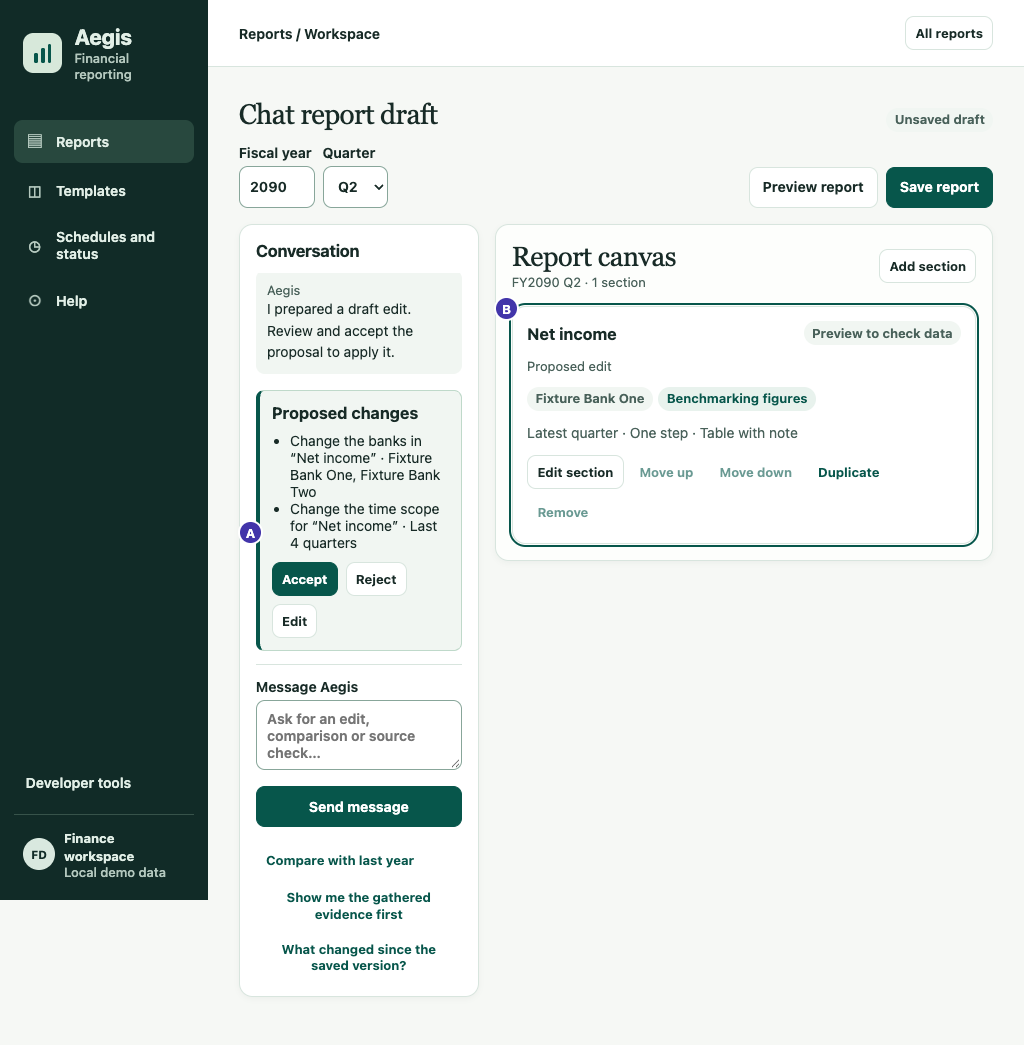 Aegis
Financial
reporting
Reports
Templates
Schedules and
status
Help
Developer tools
FD
Finance
workspace
Local demo data
Reports / Workspace
All reports
Chat report draft
Unsaved draft
Fiscal year
Quarter
2090
Q2
Preview report
Save report
Conversation
Aegis
I prepared a draft edit.
Review and accept the
proposal to apply it.
A
Proposed changes
Change the banks in
“Net income” · Fixture
Bank One, Fixture Bank
Two
Change the time scope
for “Net income” · Last
4 quarters
Accept
Reject
Edit
Message Aegis
Ask for an edit,
comparison or source
check...
Send message
Compare with last year
Show me the gathered
evidence first
What changed since the
saved version?
Report canvas
FY2090 Q2 · 1 section
Add section
B
Net income
Preview to check data
Proposed edit
Fixture Bank One
Benchmarking figures
Latest quarter · One step · Table with note
Edit section
Move up
Move down
Duplicate
Remove